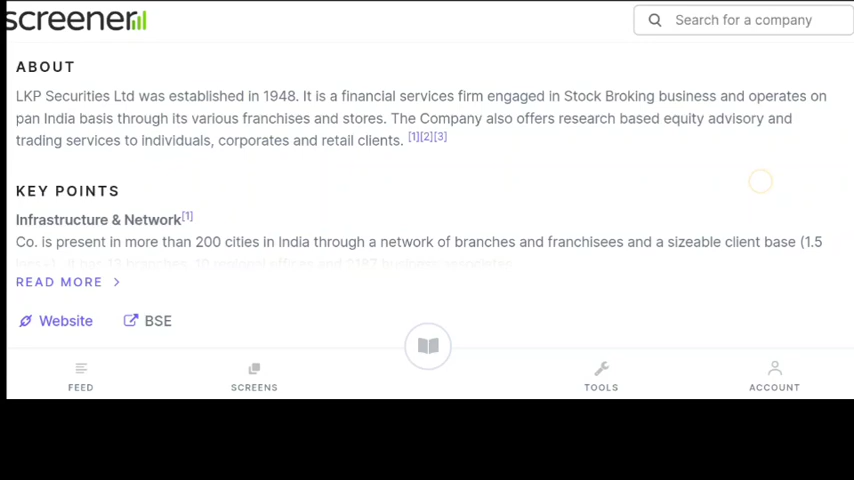 screener
Search for a company
ABOUT
LKP Securities Ltd was established in 1948. It is a financial services firm engaged in Stock Broking business and operates on
pan India basis through its various franchises and stores. The Company also offers research based equity advisory and
trading services to individuals, corporates and retail clients. [1][2][3]
KEY POINTS
Infrastructure & Network[1]
Co. is present in more than 200 cities in India through a network of branches and franchisees and a sizeable client base (1.5
READ MORE
Website BSE
FEED SCREENS TOOLS ACCOUNT